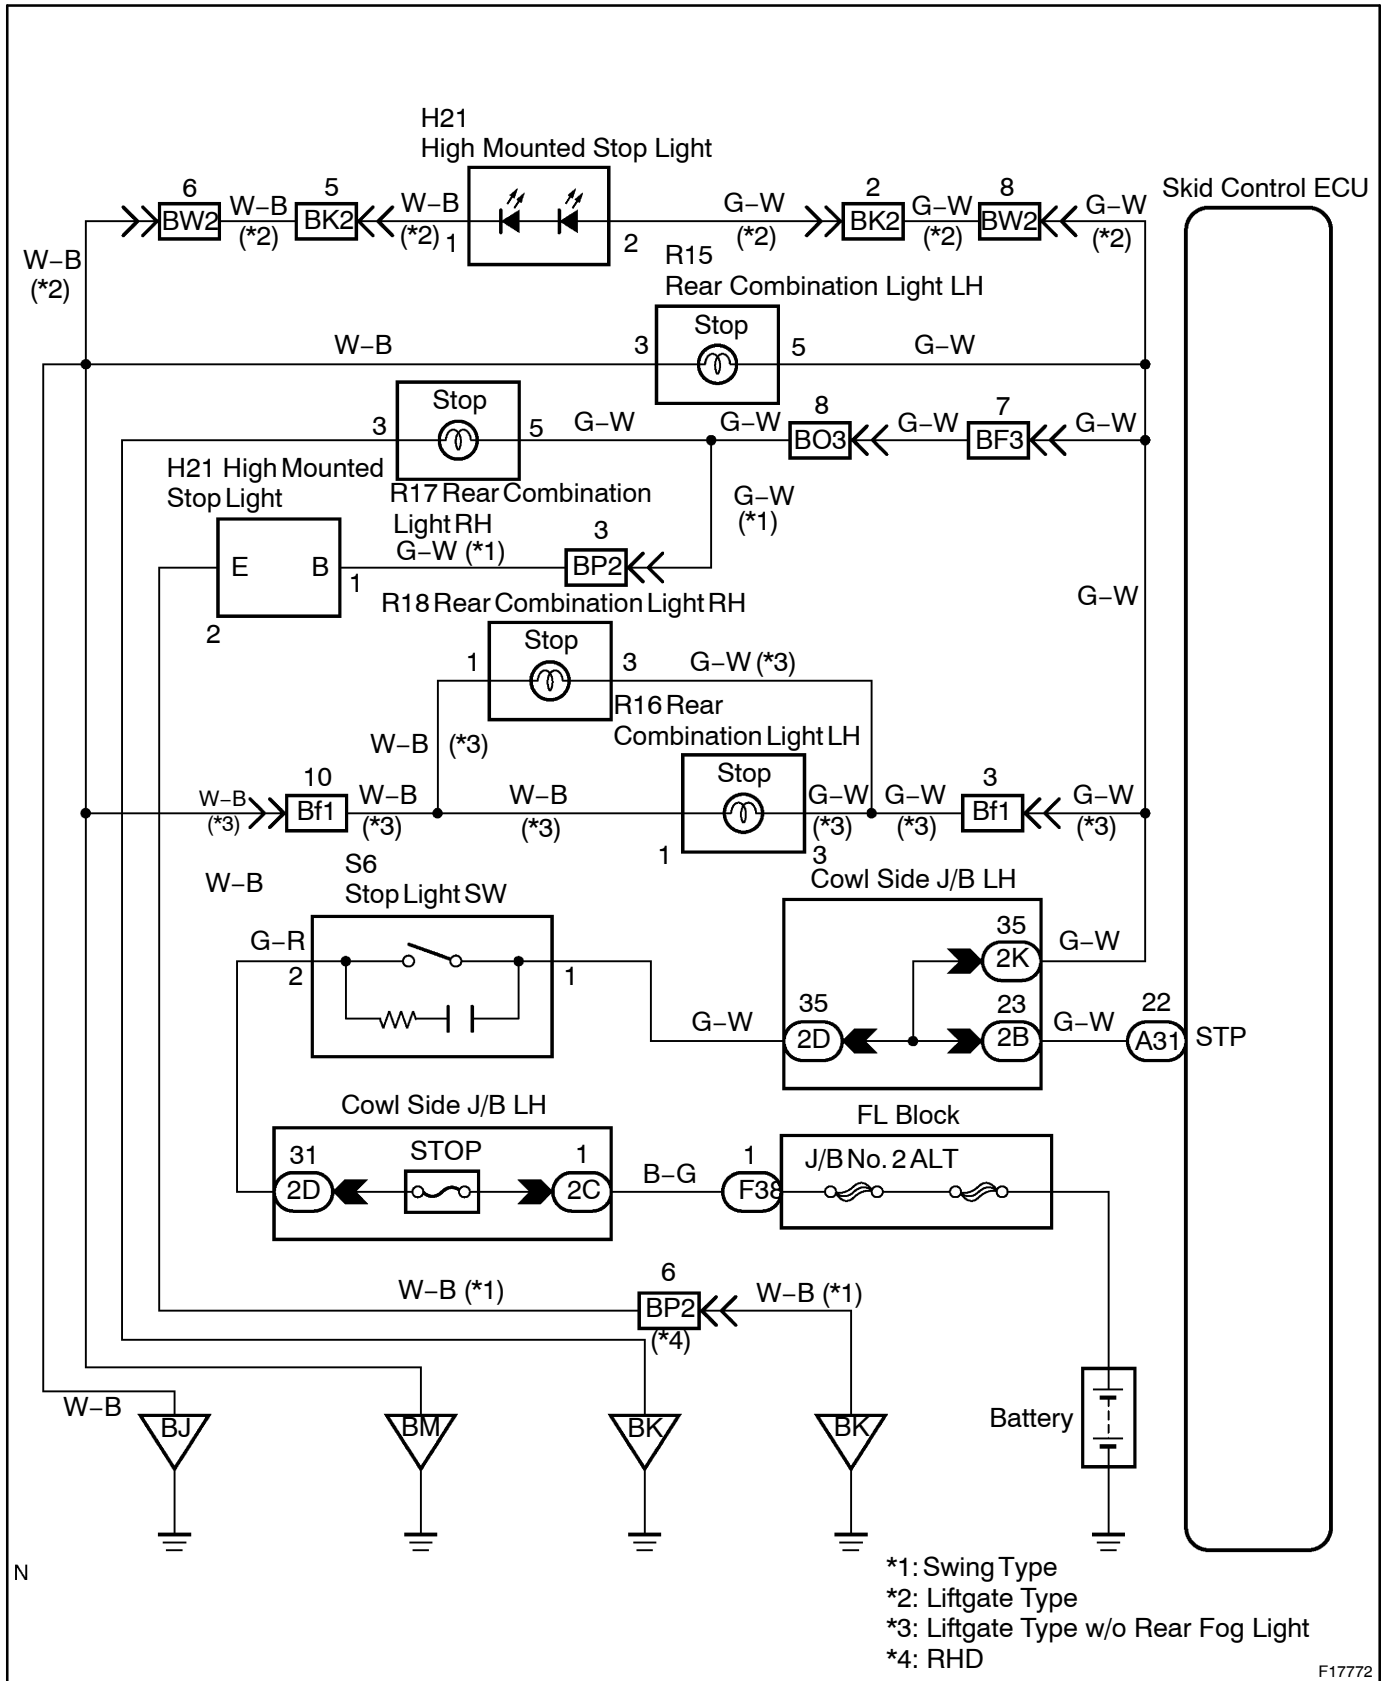 H21
High Mounted Stop Light
Skid Control ECU
6
5
2
8
BW2
W-B
(*2)
BK2
W-B
(*2)
1
2
G-W
(*2)
BK2
G-W
(*2)
BW2
G-W
(*2)
W-B
(*2)
R15
Rear Combination Light LH
Stop
W-B
3
5
G-W
Stop
3
5
G-W
G-W
8
BO3
G-W
7
BF3
G-W
H21 High Mounted
Stop Light
R17 Rear Combination
Light RH
G-W
(*1)
E
B
1
2
G-W (*1)
3
BP2
G-W
R18 Rear Combination Light RH
Stop
1
3
G-W (*3)
R16 Rear
Combination Light LH
W-B (*3)
Stop
W-B
(*3)
10
Bf1
W-B
(*3)
W-B
(*3)
1
3
G-W
(*3)
G-W
(*3)
3
Bf1
G-W
(*3)
W-B
S6
Stop Light SW
Cowl Side J/B LH
G-R
2
1
G-W
35
2K
G-W
35
2D
23
2B
G-W
22
A31
STP
Cowl Side J/B LH
FL Block
31
2D
STOP
1
2C
B-G
1
F38
J/B No. 2 ALT
W-B (*1)
6
BP2
(*4)
W-B (*1)
W-B
BJ
BM
BK
BK
Battery
N
*1: Swing Type
*2: Liftgate Type
*3: Liftgate Type w/o Rear Fog Light
*4: RHD
F17772